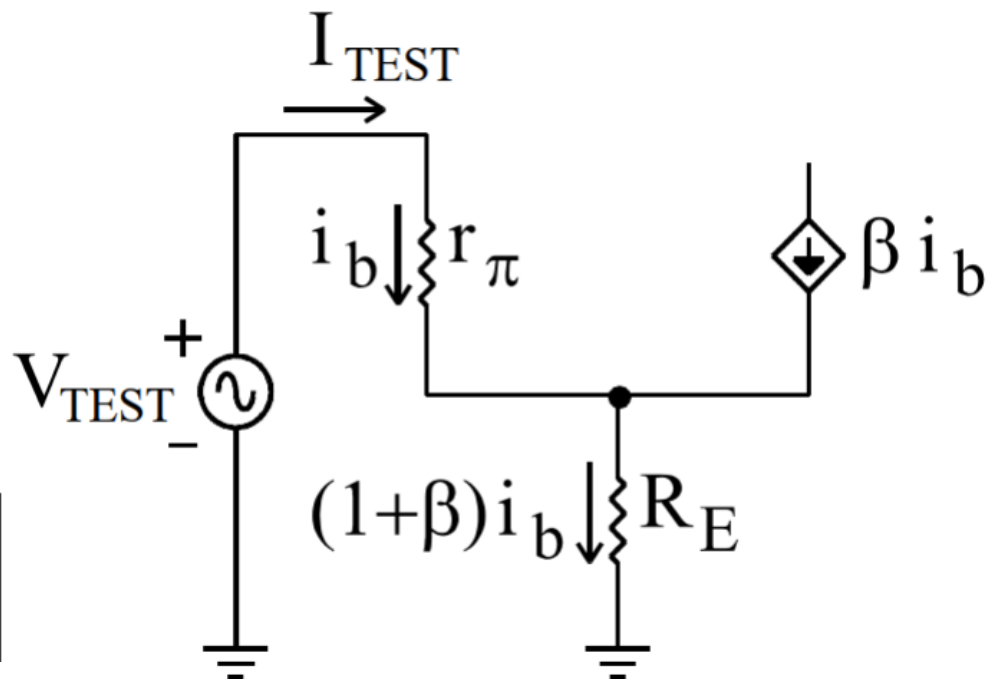 I TEST
i b
r π
β i b
+
V TEST
−
(1+β) i b
R E